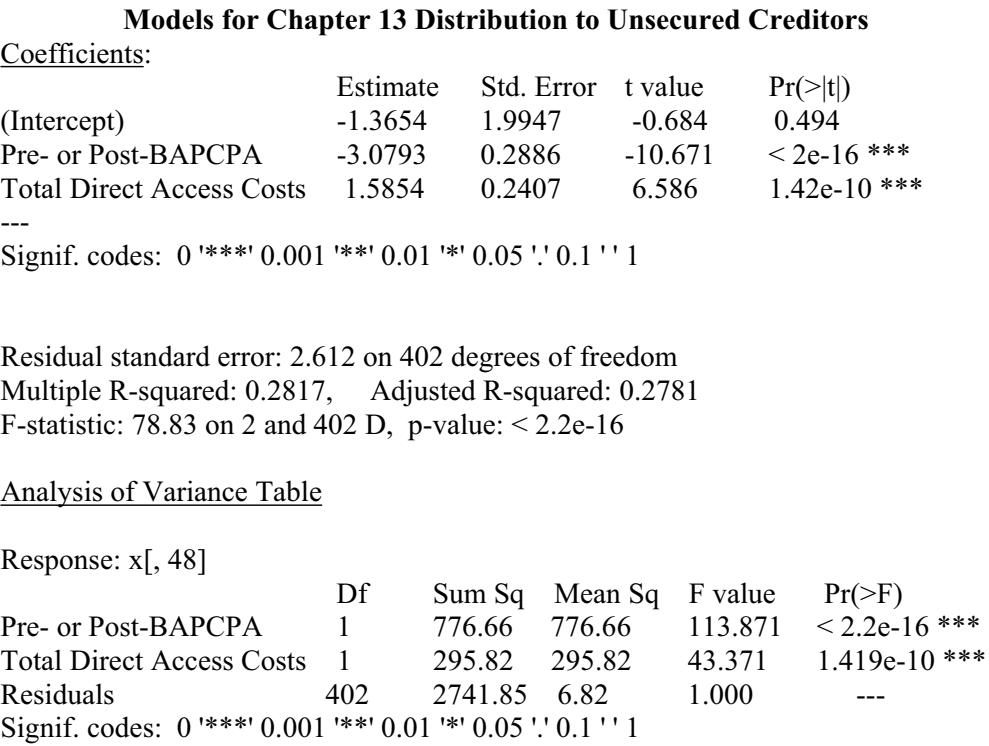 Models for Chapter 13 Distribution to Unsecured Creditors
Coefficients:
Estimate Std. Error t value Pr(>|t|)
(Intercept) -1.3654 1.9947 -0.684 0.494
Pre- or Post-BAPCPA -3.0793 0.2886 -10.671 < 2e-16 ***
Total Direct Access Costs 1.5854 0.2407 6.586 1.42e-10 ***
---
Signif. codes: 0 '***' 0.001 '**' 0.01 '*' 0.05 '.' 0.1 ' ' 1
Residual standard error: 2.612 on 402 degrees of freedom
Multiple R-squared: 0.2817, Adjusted R-squared: 0.2781
F-statistic: 78.83 on 2 and 402 D, p-value: < 2.2e-16
Analysis of Variance Table
Response: x[, 48]
Df Sum Sq Mean Sq F value Pr(>F)
Pre- or Post-BAPCPA 1 776.66 776.66 113.871 < 2.2e-16 ***
Total Direct Access Costs 1 295.82 295.82 43.371 1.419e-10 ***
Residuals 402 2741.85 6.82 1.000 ---
Signif. codes: 0 '***' 0.001 '**' 0.01 '*' 0.05 '.' 0.1 ' ' 1